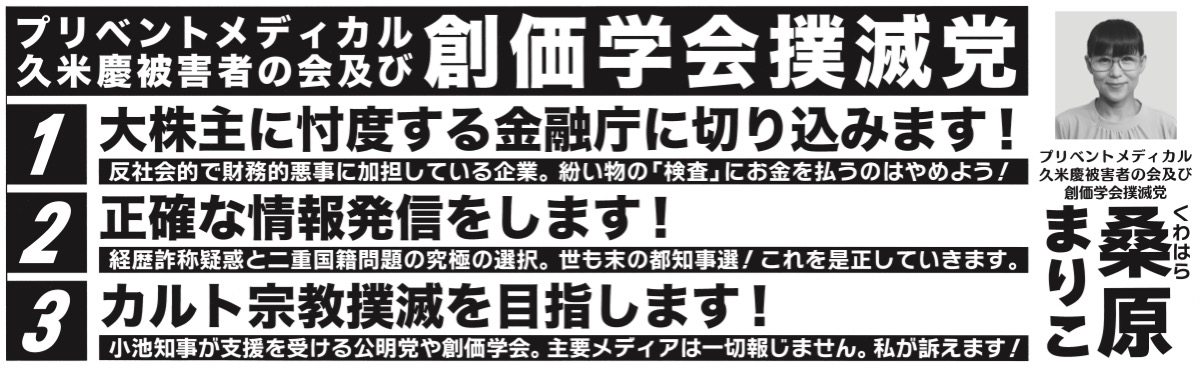 プリベントメディカル
久米慶被害者の会及び
創価学会撲滅党
1
大株主に忖度する金融庁に切り込みます！
反社会的で財務的悪事に加担している企業。紛い物の「検査」にお金を払うのはやめよう！
2
正確な情報発信をします！
経歴詐称疑惑と二重国籍問題の究極の選択。世も末の都知事選！これを是正していきます。
3
カルト宗教撲滅を目指します！
小池知事が支援を受ける公明党や創価学会。主要メディアは一切報じません。私が訴えます！
プリベントメディカル
久米慶被害者の会及び
創価学会撲滅党
くわはら
桑原
まりこ